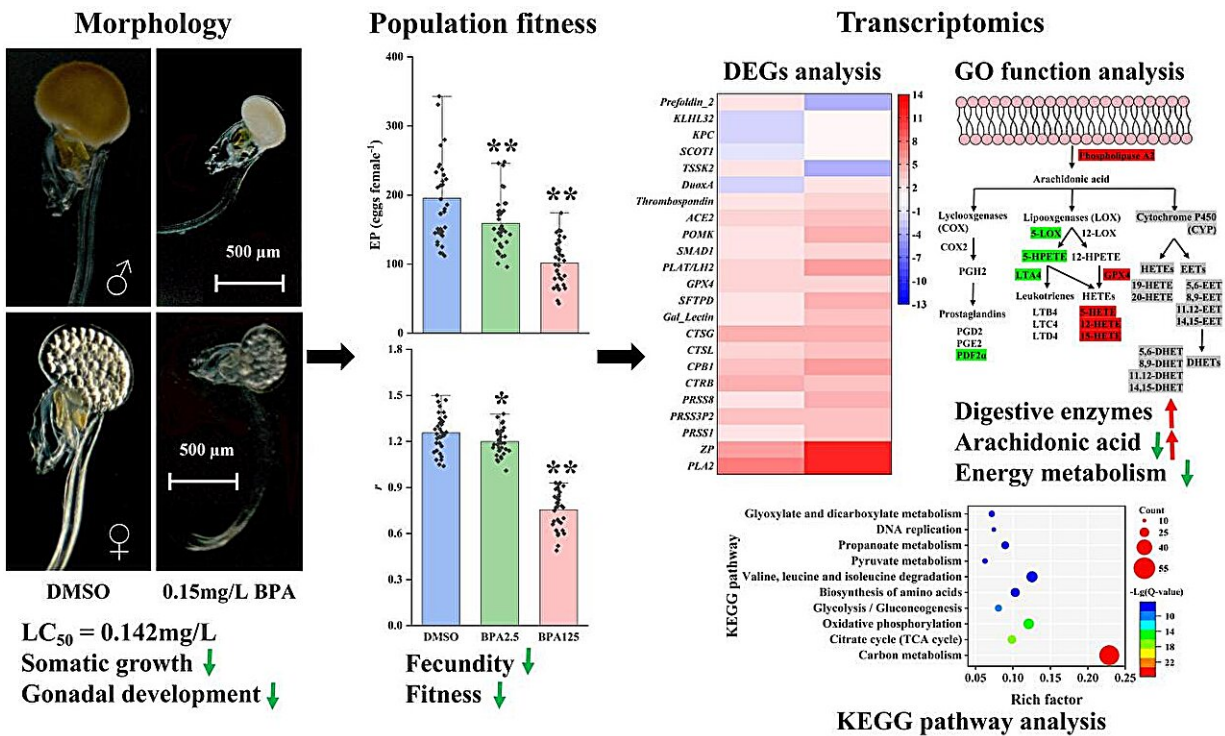 Morphology
♂
500 µm
♀
500 µm
DMSO
0.15mg/L BPA
LC50 = 0.142mg/L
Somatic growth ↓
Gonadal development ↓
Population fitness
EP (eggs female⁻¹)
400
300
200
100
0
**
**
r
1.8
1.5
1.2
0.9
0.6
0.3
0.0
*
**
DMSO
BPA2.5
BPA125
Fecundity ↓
Fitness ↓
Transcriptomics
DEGs analysis
Prefoldin_2
KLHL32
KPC
SCOT1
TSSK2
DuoxA
Thrombospondin
ACE2
POMK
SMAD1
PLAT/LH2
GPX4
SFTPD
Gal_Lectin
CTSG
CTSL
CPB1
CTRB
PRSS8
PRSS3P2
PRSS1
ZP
PLA2
14
11
8
5
2
-1
-4
-7
-10
-13
GO function analysis
Phospholipase A2
Arachidonic acid
Lyclooxgenases
(COX)
COX2
PGH2
Prostaglandins
PGD2
PGE2
PDF2α
Lipooxgenases (LOX)
5-LOX
12-LOX
5-HPETE
12-HPETE
LTA4
GPX4
Leukotrienes
LTB4
LTC4
LTD4
HETEs
5-HETE
12-HETE
15-HETE
Cytochrome P450
(CYP)
HETEs
EETs
19-HETE
20-HETE
5,6-EET
8,9-EET
11.12-EET
14,15-EET
5,6-DHET
8,9-DHET
11.12-DHET
14,15-DHET
DHETs
Digestive enzymes ↑
Arachidonic acid ↓↑
Energy metabolism ↓
KEGG pathway
Glyoxylate and dicarboxylate metabolism
DNA replication
Propanoate metabolism
Pyruvate metabolism
Valine, leucine and isoleucine degradation
Biosynthesis of amino acids
Glycolysis / Gluconeogenesis
Oxidative phosphorylation
Citrate cycle (TCA cycle)
Carbon metabolism
0.05 0.10 0.15 0.20 0.25
Rich factor
Count
10
25
40
55
-Lg(Q-value)
10
14
18
22
KEGG pathway analysis